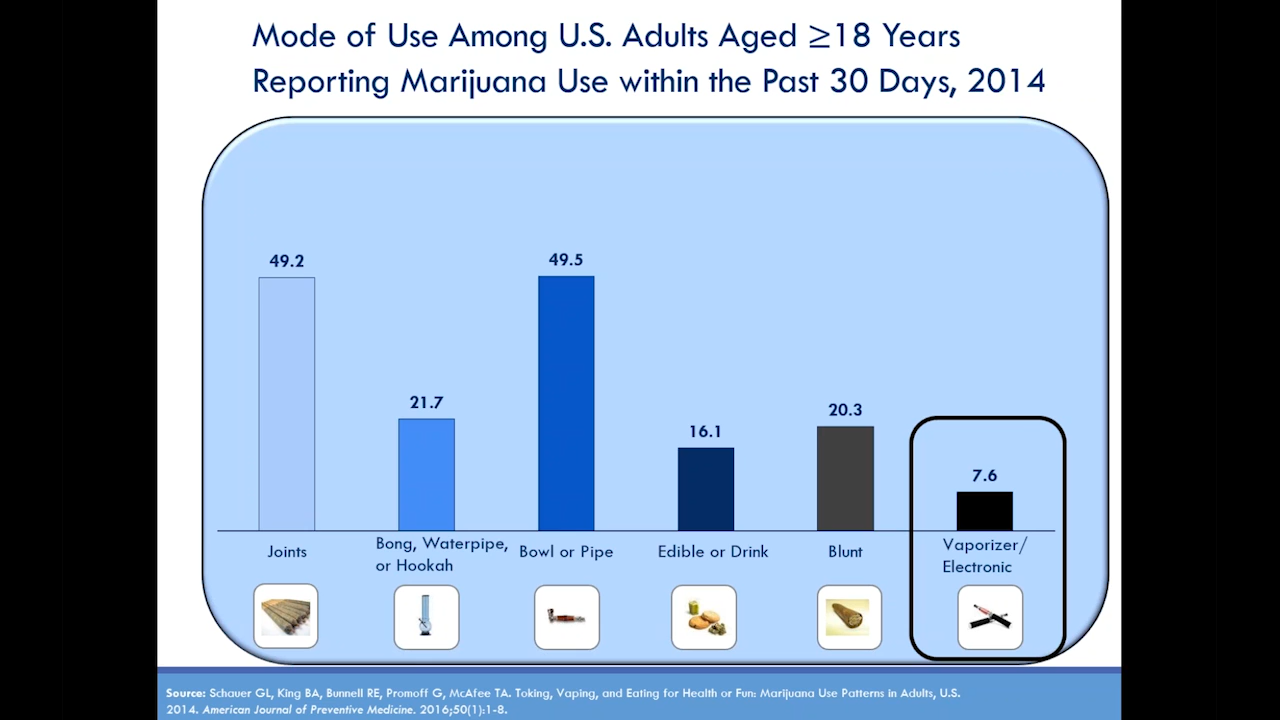 Mode of Use Among U.S. Adults Aged ≥18 Years
Reporting Marijuana Use within the Past 30 Days, 2014
49.2
21.7
49.5
16.1
20.3
7.6
Joints
Bong, Waterpipe,
or Hookah
Bowl or Pipe
Edible or Drink
Blunt
Vaporizer/
Electronic
Source: Schauer GL, King BA, Bunnell RE, Promoff G, McAfee TA. Toking, Vaping, and Eating for Health or Fun: Marijuana Use Patterns in Adults, U.S.
2014. American Journal of Preventive Medicine. 2016;50(1):1-8.